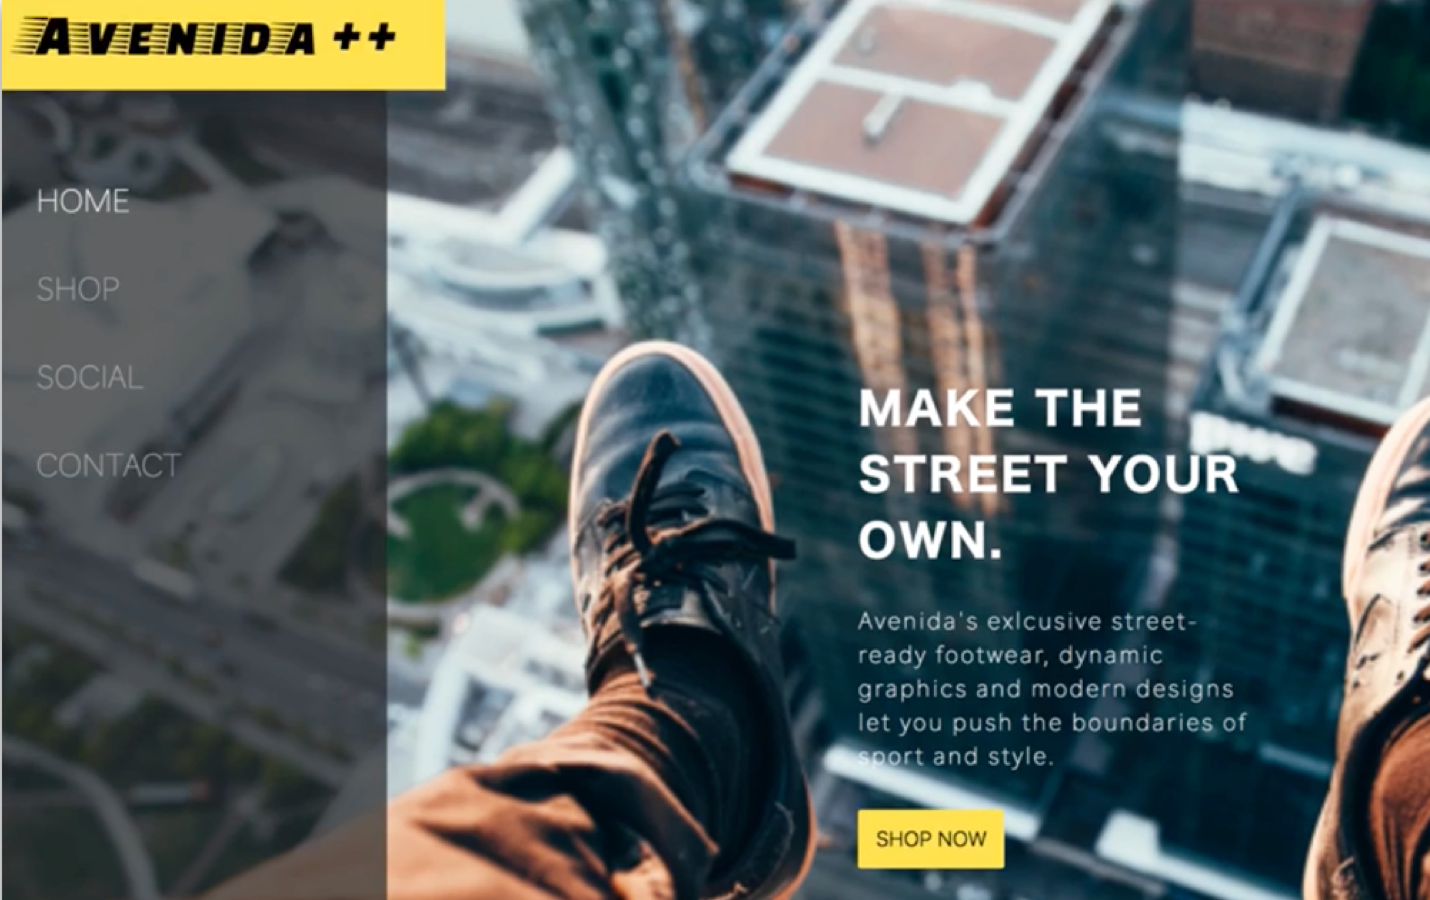 AVENIDA ++
HOME
SHOP
SOCIAL
CONTACT
MAKE THE
STREET YOUR
OWN.
Avenida's exlcusive street-
ready footwear, dynamic
graphics and modern designs
let you push the boundaries of
sport and style.
SHOP NOW
pwc